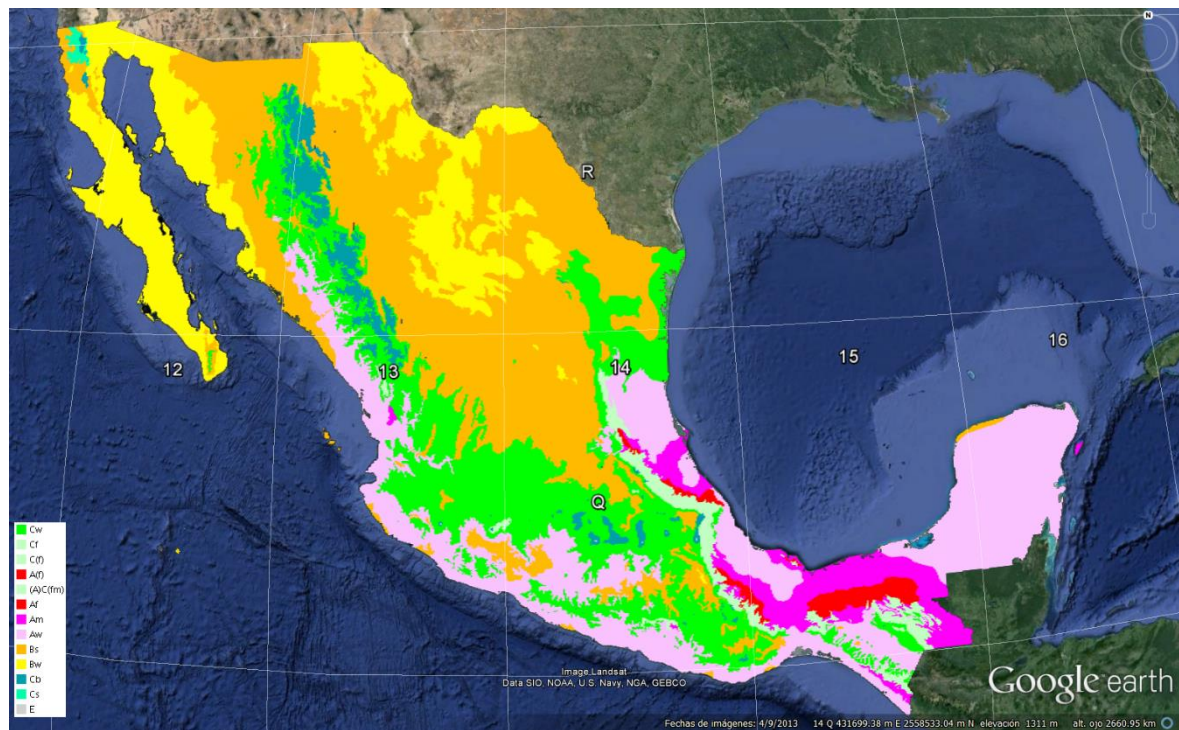 N
R
12
13
14
15
16
Q
Cw
Cf
C(f)
A(f)
(A)C(fm)
Af
Am
Aw
Bs
Bw
Cb
Cs
E
Image Landsat
Data SIO, NOAA, U.S. Navy, NGA, GEBCO
Google earth
Fechas de imágenes: 4/9/2013 14 Q 431699.38 m E 2558533.04 m N elevación 1311 m alt. ojo 2660.95 km